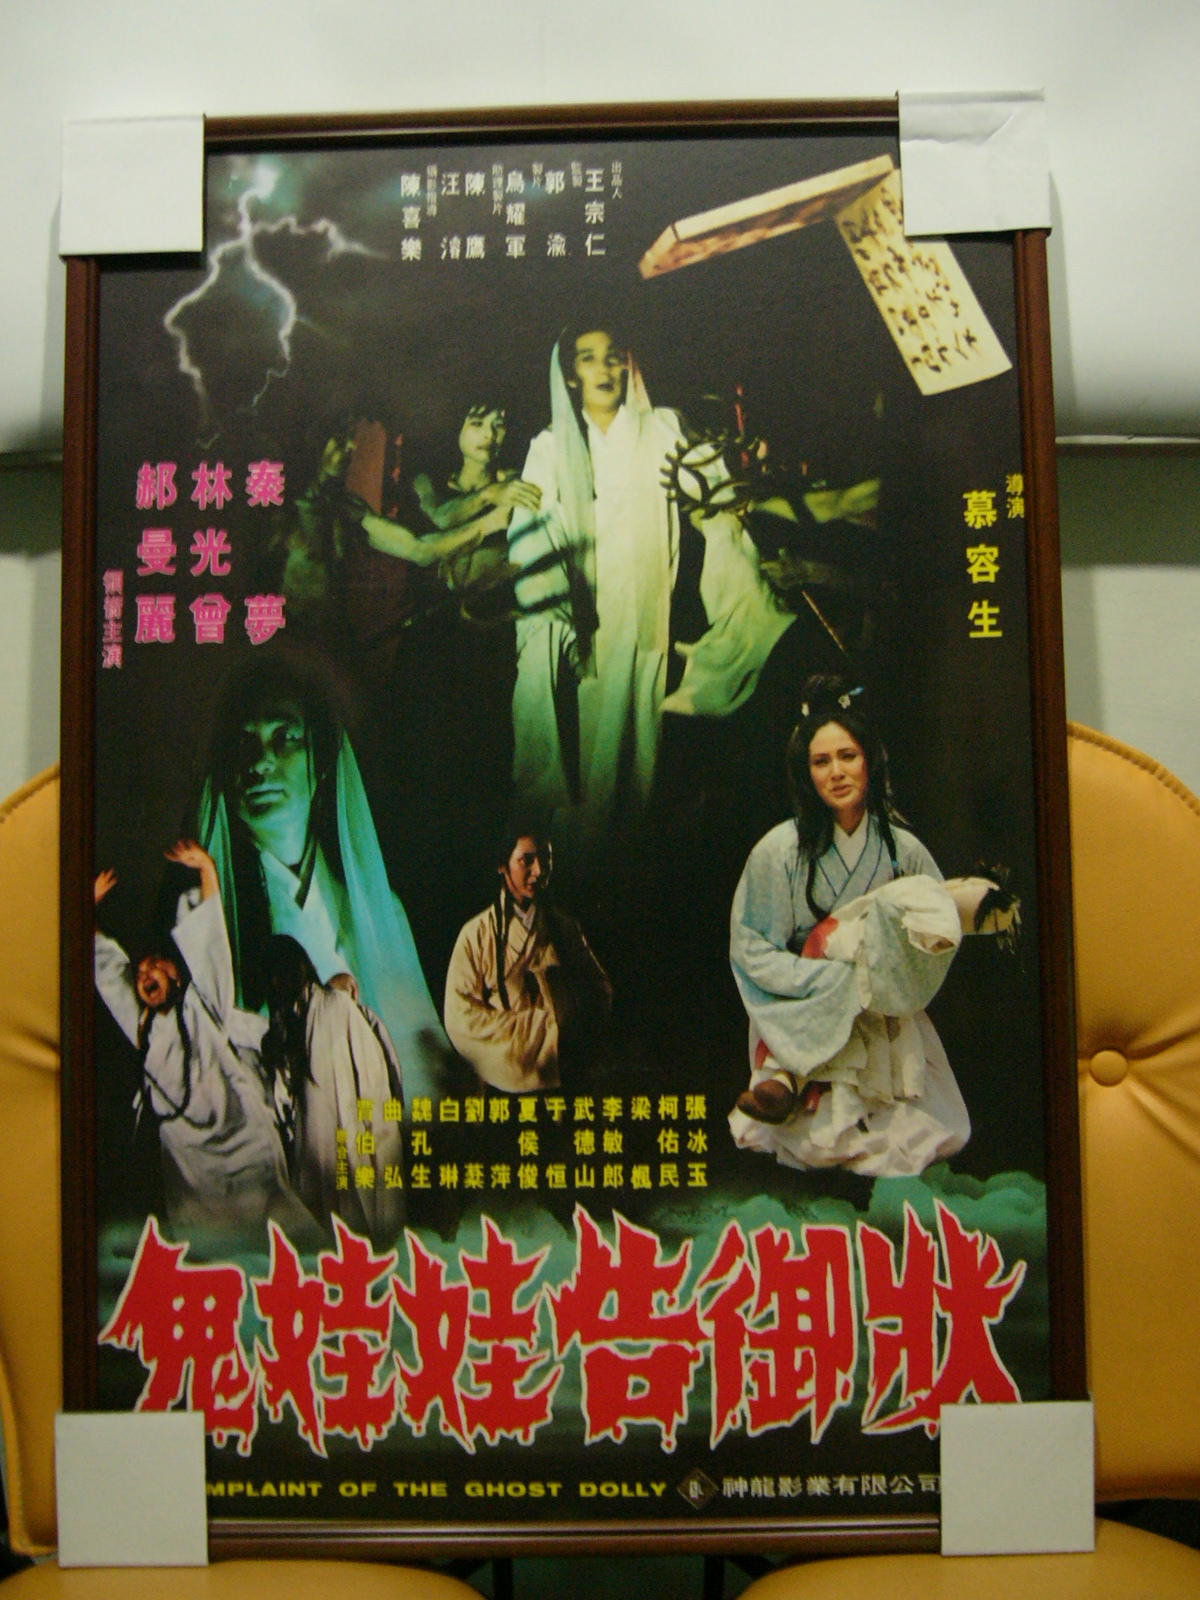 出品人
王宗仁
監製
郭渝
製片
烏耀軍
助理製片
陳鷹
汪濬
攝影指導
陳喜樂
導演
慕容生
秦夢
林光曾
郝曼麗
領銜主演
張冰玉
柯佑民
梁楓
李敏郎
武德山
于恒
夏侯俊
郭萍
劉蓁
白琳
魏孔生
曲弘
曹伯樂
聯合主演
鬼娃娃告御狀
MPLAINT OF THE GHOST DOLLY 神龍影業有限公司